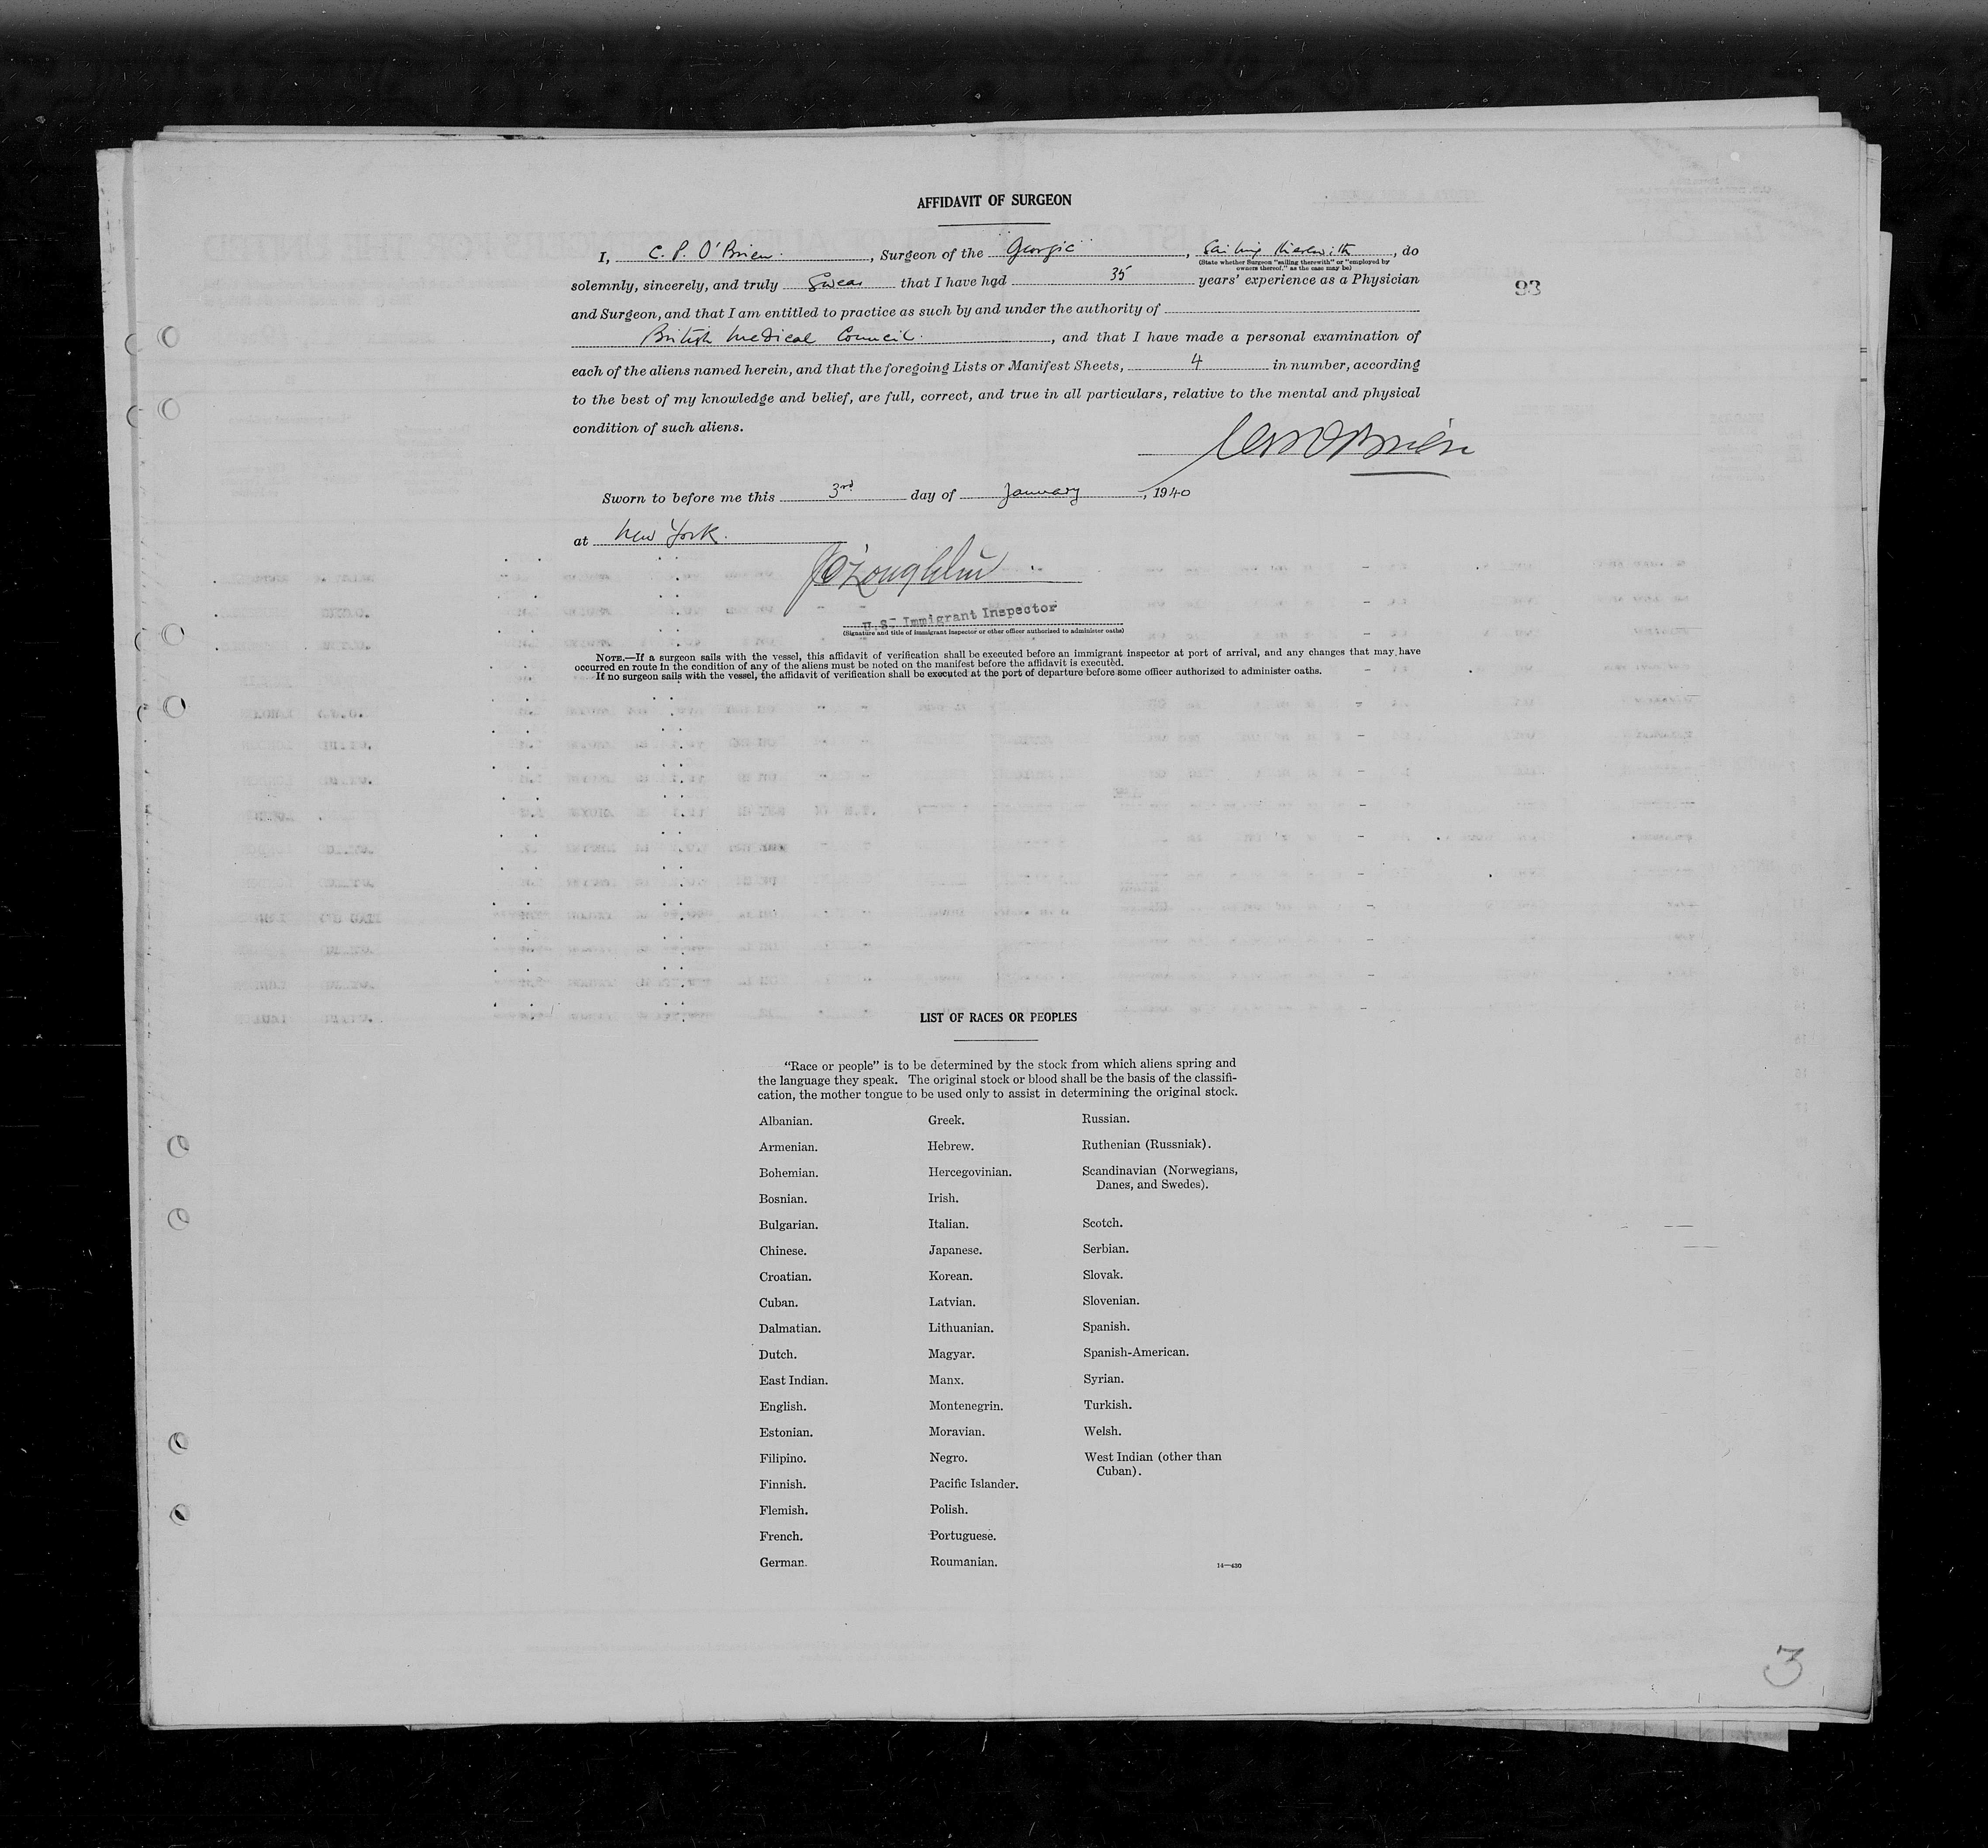 AFFIDAVIT OF SURGEON
I, C. P. O'Brien., Surgeon of the "Georgic", Sailing therewith, do
(State whether Surgeon "sailing therewith" or "employed by
owners thereof," as the case may be)
solemnly, sincerely, and truly Swear that I have had 35 years' experience as a Physician
93
and Surgeon, and that I am entitled to practice as such by and under the authority of
British Medical Council., and that I have made a personal examination of
each of the aliens named herein, and that the foregoing Lists or Manifest Sheets, 4 in number, according
to the best of my knowledge and belief, are full, correct, and true in all particulars, relative to the mental and physical
condition of such aliens.
O'Brien
Sworn to before me this 3rd day of January, 1940
at New York.
O'Loughlin
U.S. Immigrant Inspector
(Signature and title of immigrant inspector or other officer authorized to administer oaths)
NOTE.—If a surgeon sails with the vessel, this affidavit of verification shall be executed before an immigrant inspector at port of arrival, and any changes that may have
occurred en route in the condition of any of the aliens must be noted on the manifest before the affidavit is executed.
If no surgeon sails with the vessel, the affidavit of verification shall be executed at the port of departure before some officer authorized to administer oaths.
LIST OF RACES OR PEOPLES
"Race or people" is to be determined by the stock from which aliens spring and
the language they speak. The original stock or blood shall be the basis of the classifi-
cation, the mother tongue to be used only to assist in determining the original stock.
Albanian.
Armenian.
Bohemian.
Bosnian.
Bulgarian.
Chinese.
Croatian.
Cuban.
Dalmatian.
Dutch.
East Indian.
English.
Estonian.
Filipino.
Finnish.
Flemish.
French.
German.
Greek.
Hebrew.
Hercegovinian.
Irish.
Italian.
Japanese.
Korean.
Latvian.
Lithuanian.
Magyar.
Manx.
Montenegrin.
Moravian.
Negro.
Pacific Islander.
Polish.
Portuguese.
Roumanian.
Russian.
Ruthenian (Russniak).
Scandinavian (Norwegians,
Danes, and Swedes).
Scotch.
Serbian.
Slovak.
Slovenian.
Spanish.
Spanish-American.
Syrian.
Turkish.
Welsh.
West Indian (other than
Cuban).
14—430
3